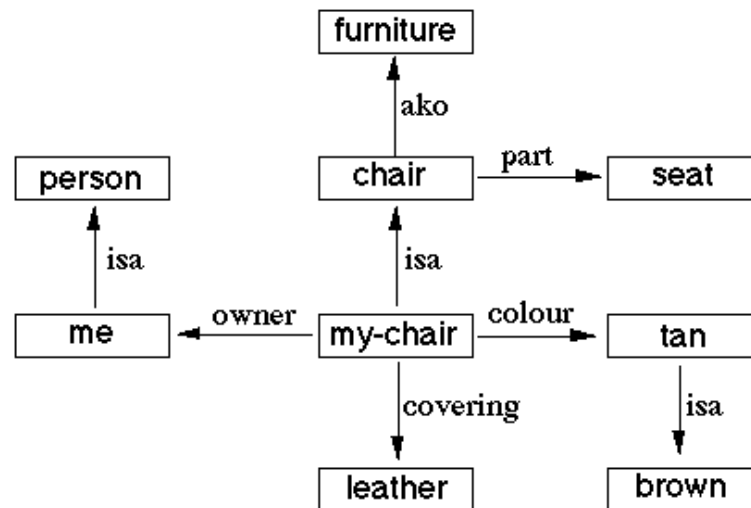 furniture
ako
person
chair
part
seat
isa
isa
me
owner
my-chair
colour
tan
covering
isa
leather
brown